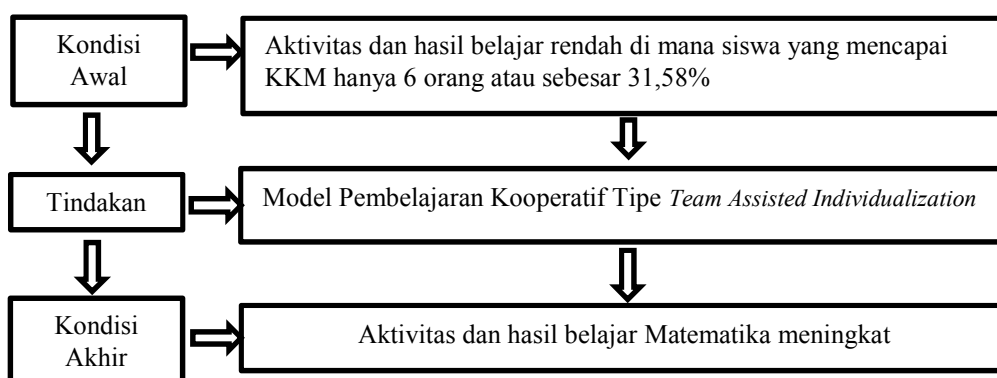 Kondisi
Awal
Aktivitas dan hasil belajar rendah di mana siswa yang mencapai
KKM hanya 6 orang atau sebesar 31,58%
Tindakan
Model Pembelajaran Kooperatif Tipe Team Assisted Individualization
Kondisi
Akhir
Aktivitas dan hasil belajar Matematika meningkat